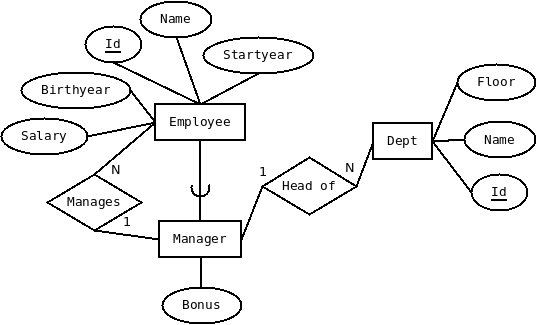 Name
Id
Startyear
Birthyear
Floor
Employee
Salary
Dept
Name
N
N
1
Head of
Id
Manages
1
Manager
Bonus